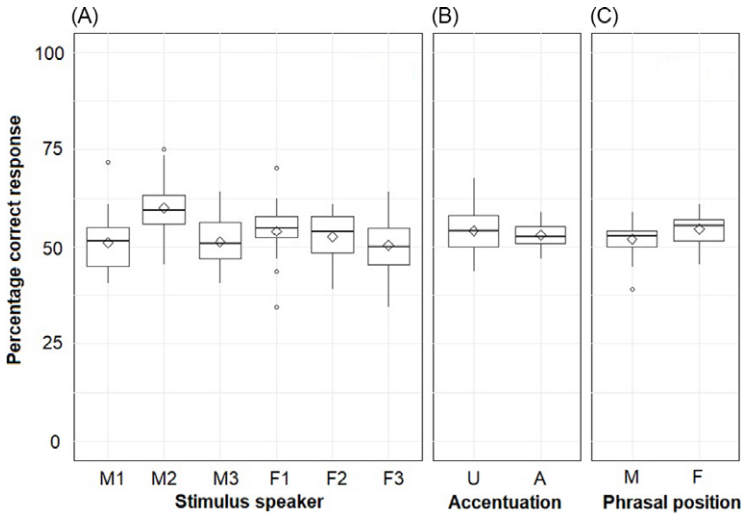 (A) (B) (C)
Percentage correct response
100
75
50
25
0
M1 M2 M3 F1 F2 F3 U A M F
Stimulus speaker Accentuation Phrasal position